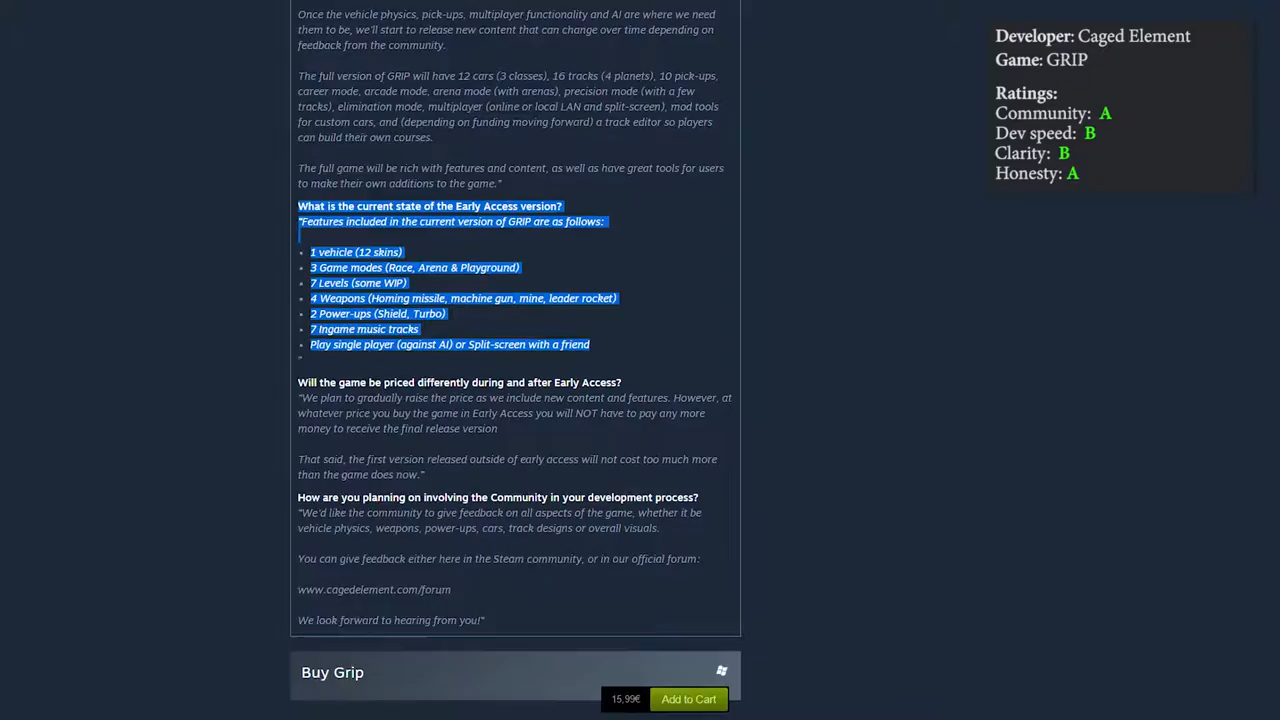 Once the vehicle physics, pick-ups, multiplayer functionality and AI are where we need
them to be, we'll start to release new content that can change over time depending on
feedback from the community.
The full version of GRIP will have 12 cars (3 classes), 16 tracks (4 planets), 10 pick-ups,
career mode, arcade mode, arena mode (with arenas), precision mode (with a few
tracks), elimination mode, multiplayer (online or local LAN and split-screen), mod tools
for custom cars, and (depending on funding moving forward) a track editor so players
can build their own courses.
The full game will be rich with features and content, as well as have great tools for users
to make their own additions to the game."
What is the current state of the Early Access version?
"Features included in the current version of GRIP are as follows:
• 1 vehicle (12 skins)
• 3 Game modes (Race, Arena & Playground)
• 7 Levels (some WIP)
• 4 Weapons (Homing missile, machine gun, mine, leader rocket)
• 2 Power-ups (Shield, Turbo)
• 7 Ingame music tracks
• Play single player (against AI) or Split-screen with a friend
"
Will the game be priced differently during and after Early Access?
"We plan to gradually raise the price as we include new content and features. However, at
whatever price you buy the game in Early Access you will NOT have to pay any more
money to receive the final release version
That said, the first version released outside of early access will not cost too much more
than the game does now."
How are you planning on involving the Community in your development process?
"We'd like the community to give feedback on all aspects of the game, whether it be
vehicle physics, weapons, power-ups, cars, track designs or overall visuals.
You can give feedback either here in the Steam community, or in our official forum:
www.cagedelement.com/forum
We look forward to hearing from you!"
Buy Grip
15,99€ Add to Cart
Developer: Caged Element
Game: GRIP
Ratings:
Community: A
Dev speed: B
Clarity: B
Honesty: A